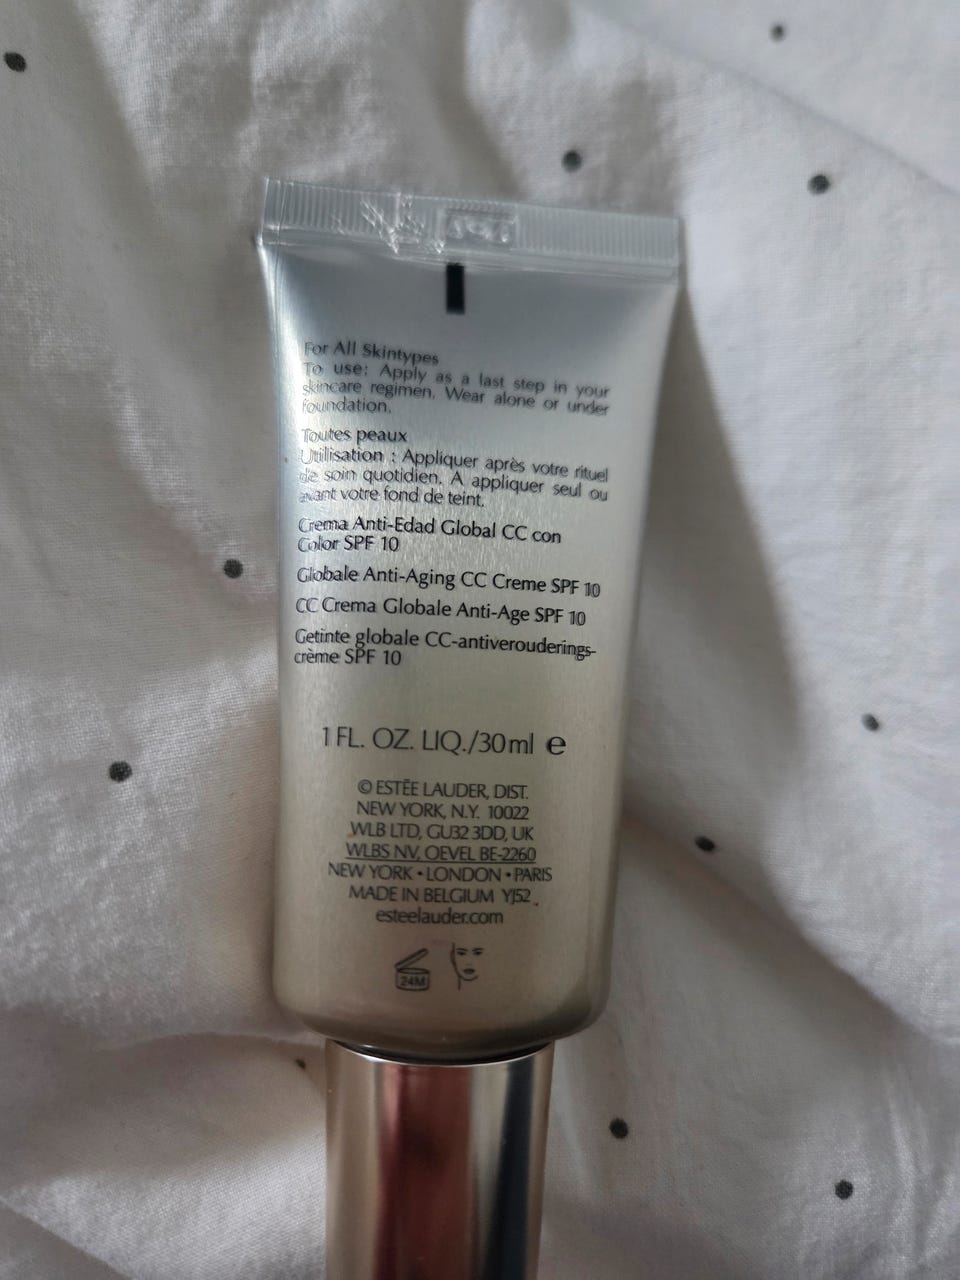 For All Skintypes
To use: Apply as a last step in your
skincare regimen. Wear alone or under
foundation.
Toutes peaux
Utilisation : Appliquer après votre rituel
de soin quotidien. A appliquer seul ou
avant votre fond de teint.
Crema Anti-Edad Global CC con
Color SPF 10
Globale Anti-Aging CC Creme SPF 10
CC Crema Globale Anti-Age SPF 10
Getinte globale CC-antiverouderings-
crème SPF 10
1 FL. OZ. LIQ./30ml e
© ESTĒE LAUDER, DIST.
NEW YORK, N.Y. 10022
WLB LTD, GU32 3DD, UK
WLBS NV, OEVEL BE-2260
NEW YORK • LONDON • PARIS
MADE IN BELGIUM YJ52
esteelauder.com
24M